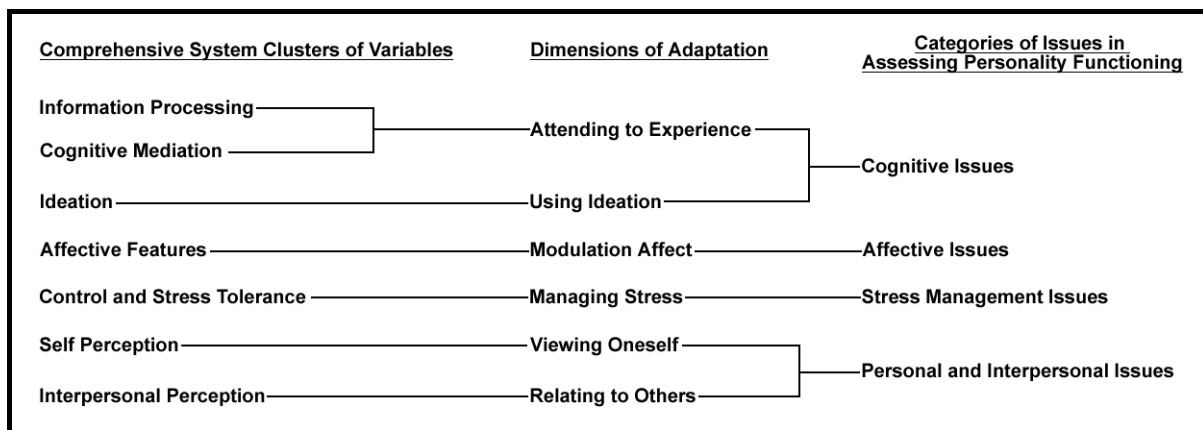 Comprehensive System Clusters of Variables
Dimensions of Adaptation
Categories of Issues in
Assessing Personality Functioning
Information Processing
Cognitive Mediation
Attending to Experience
Cognitive Issues
Ideation
Using Ideation
Affective Features
Modulation Affect
Affective Issues
Control and Stress Tolerance
Managing Stress
Stress Management Issues
Self Perception
Viewing Oneself
Personal and Interpersonal Issues
Interpersonal Perception
Relating to Others